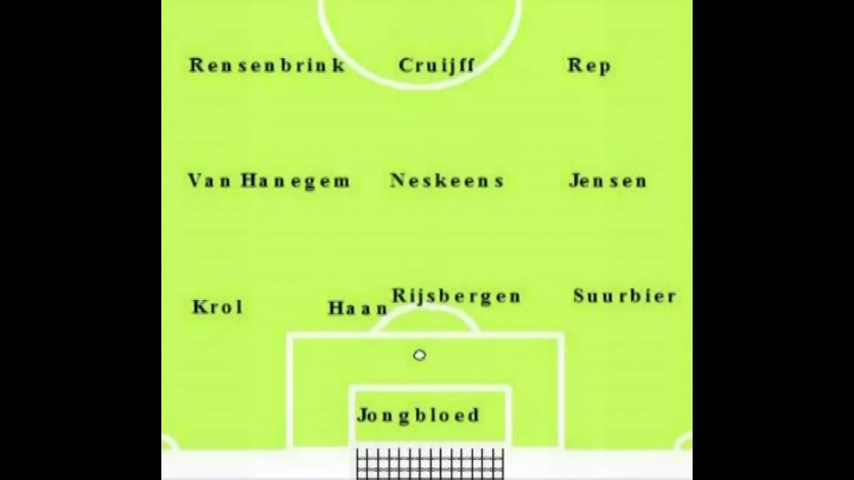 Rensenbrink Cruijff Rep
Van Hanegem Neskeens Jensen
Krol Haan Rijsbergen Suurbier
Jongbloed